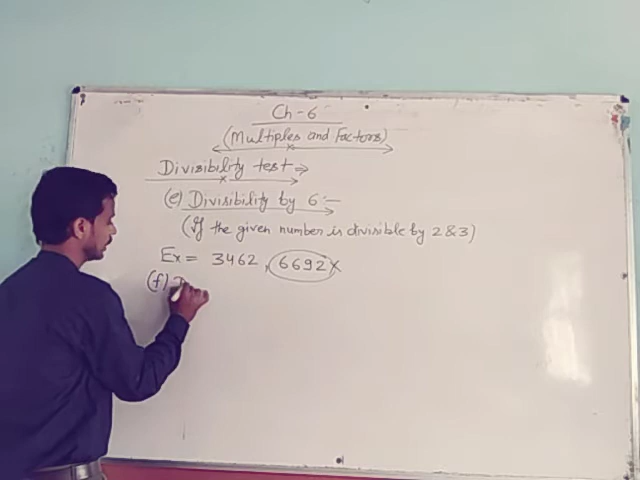 Ch-6
(Multiples and Factors)
Divisibility test ⇒
(e) Divisibility by 6:-
(If the given number is divisible by 2 & 3)
Ex = 3462, 6692×
(f)